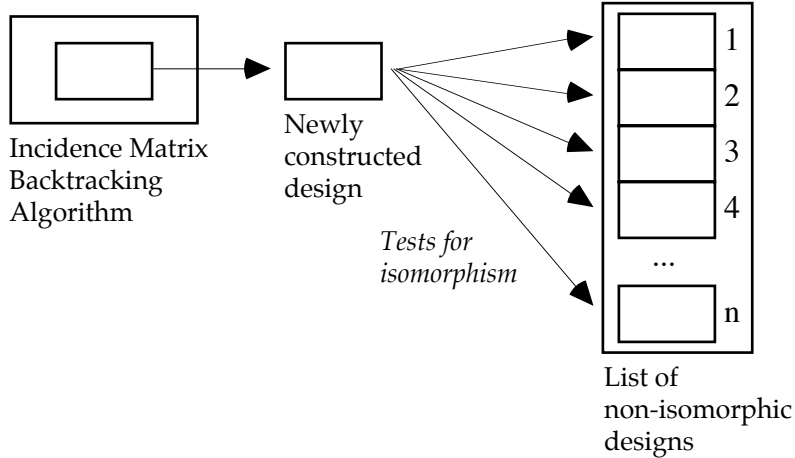 Incidence Matrix
Backtracking
Algorithm
Newly
constructed
design
Tests for
isomorphism
1
2
3
4
...
n
List of
non-isomorphic
designs